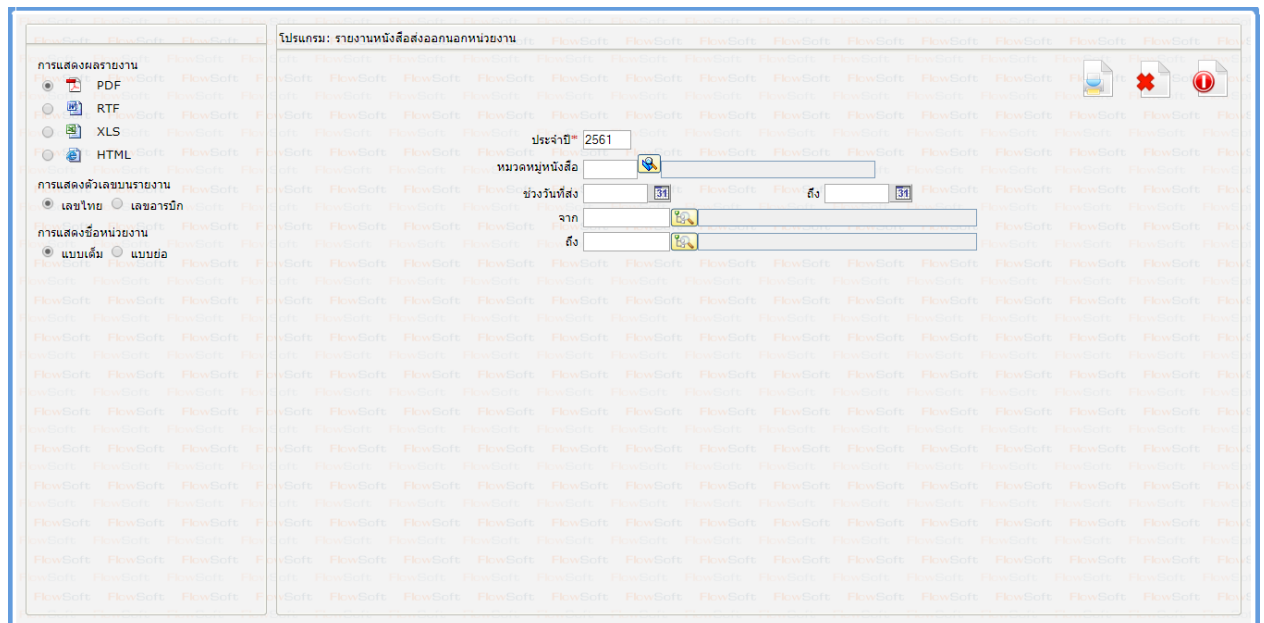 โปรแกรม: รายงานหนังสือส่งออกนอกหน่วยงาน
การแสดงผลรายงาน
PDF
RTF
XLS
HTML
การแสดงตัวเลขบนรายงาน
เลขไทย เลขอารบิก
การแสดงชื่อหน่วยงาน
แบบเต็ม แบบย่อ
ประจำปี* 2561
หมวดหมู่หนังสือ
ช่วงวันที่ส่ง 31 ถึง 31
จาก
ถึง
FlowSoft